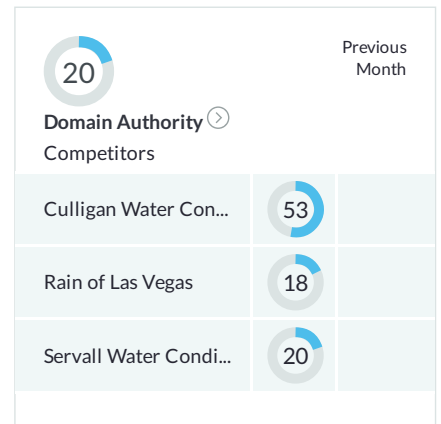 20
Previous
Month
Domain Authority
Competitors
Culligan Water Con...
53
Rain of Las Vegas
18
Servall Water Condi...
20